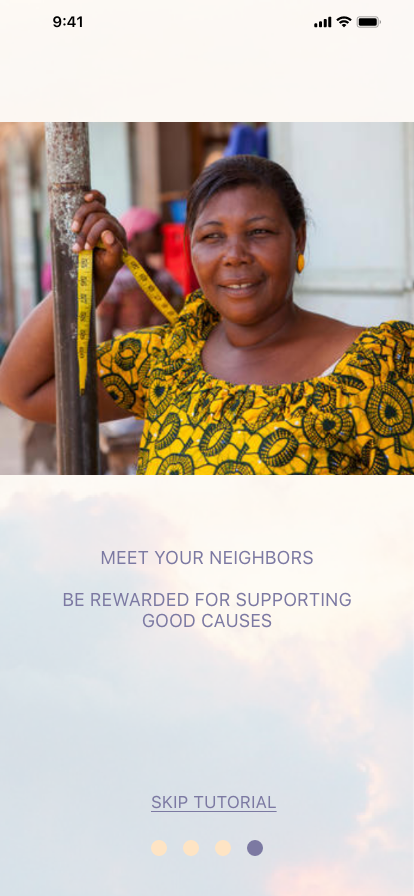 9:41
MEET YOUR NEIGHBORS
BE REWARDED FOR SUPPORTING
GOOD CAUSES
SKIP TUTORIAL